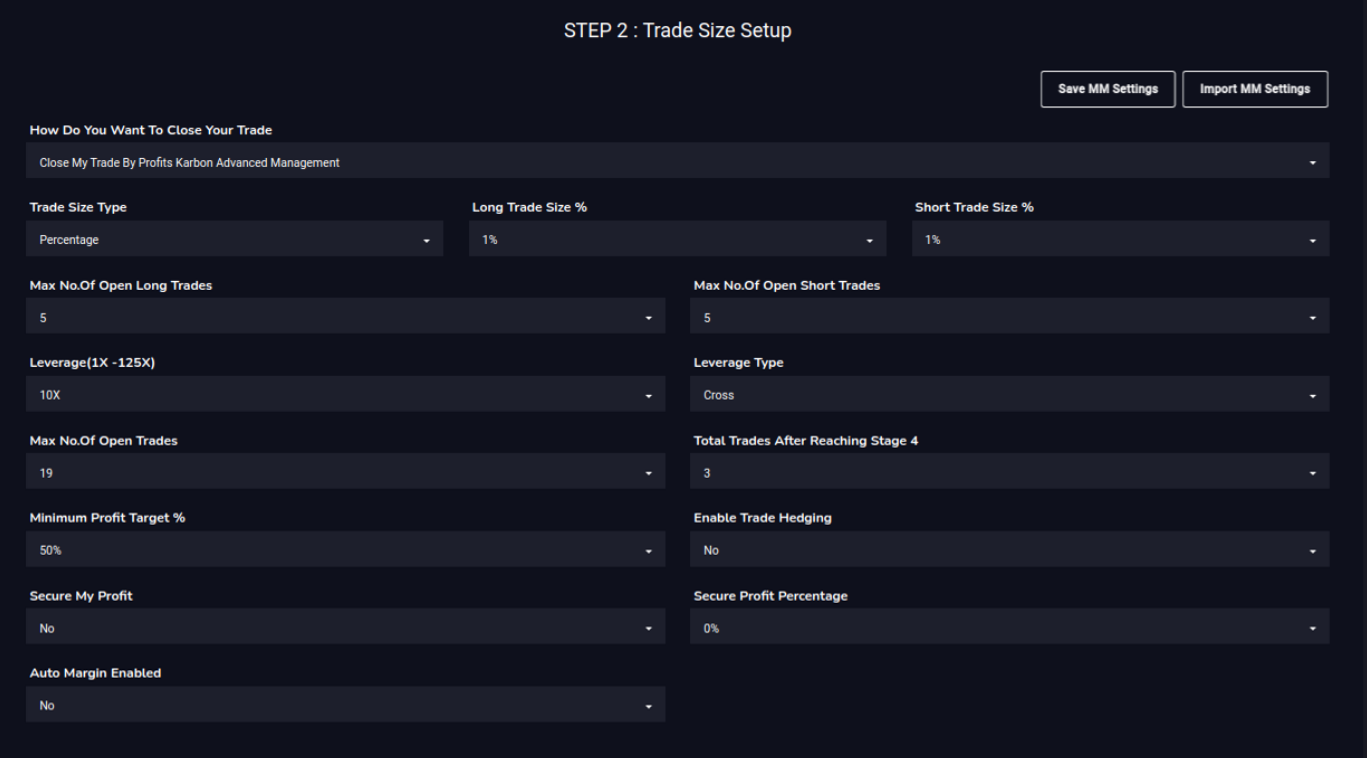 STEP 2 : Trade Size Setup
Save MM Settings
Import MM Settings
How Do You Want To Close Your Trade
Close My Trade By Profits Karbon Advanced Management
Trade Size Type
Long Trade Size %
Short Trade Size %
Percentage
1%
1%
Max No.Of Open Long Trades
Max No.Of Open Short Trades
5
5
Leverage(1X -125X)
Leverage Type
10X
Cross
Max No.Of Open Trades
Total Trades After Reaching Stage 4
19
3
Minimum Profit Target %
Enable Trade Hedging
50%
No
Secure My Profit
Secure Profit Percentage
No
0%
Auto Margin Enabled
No